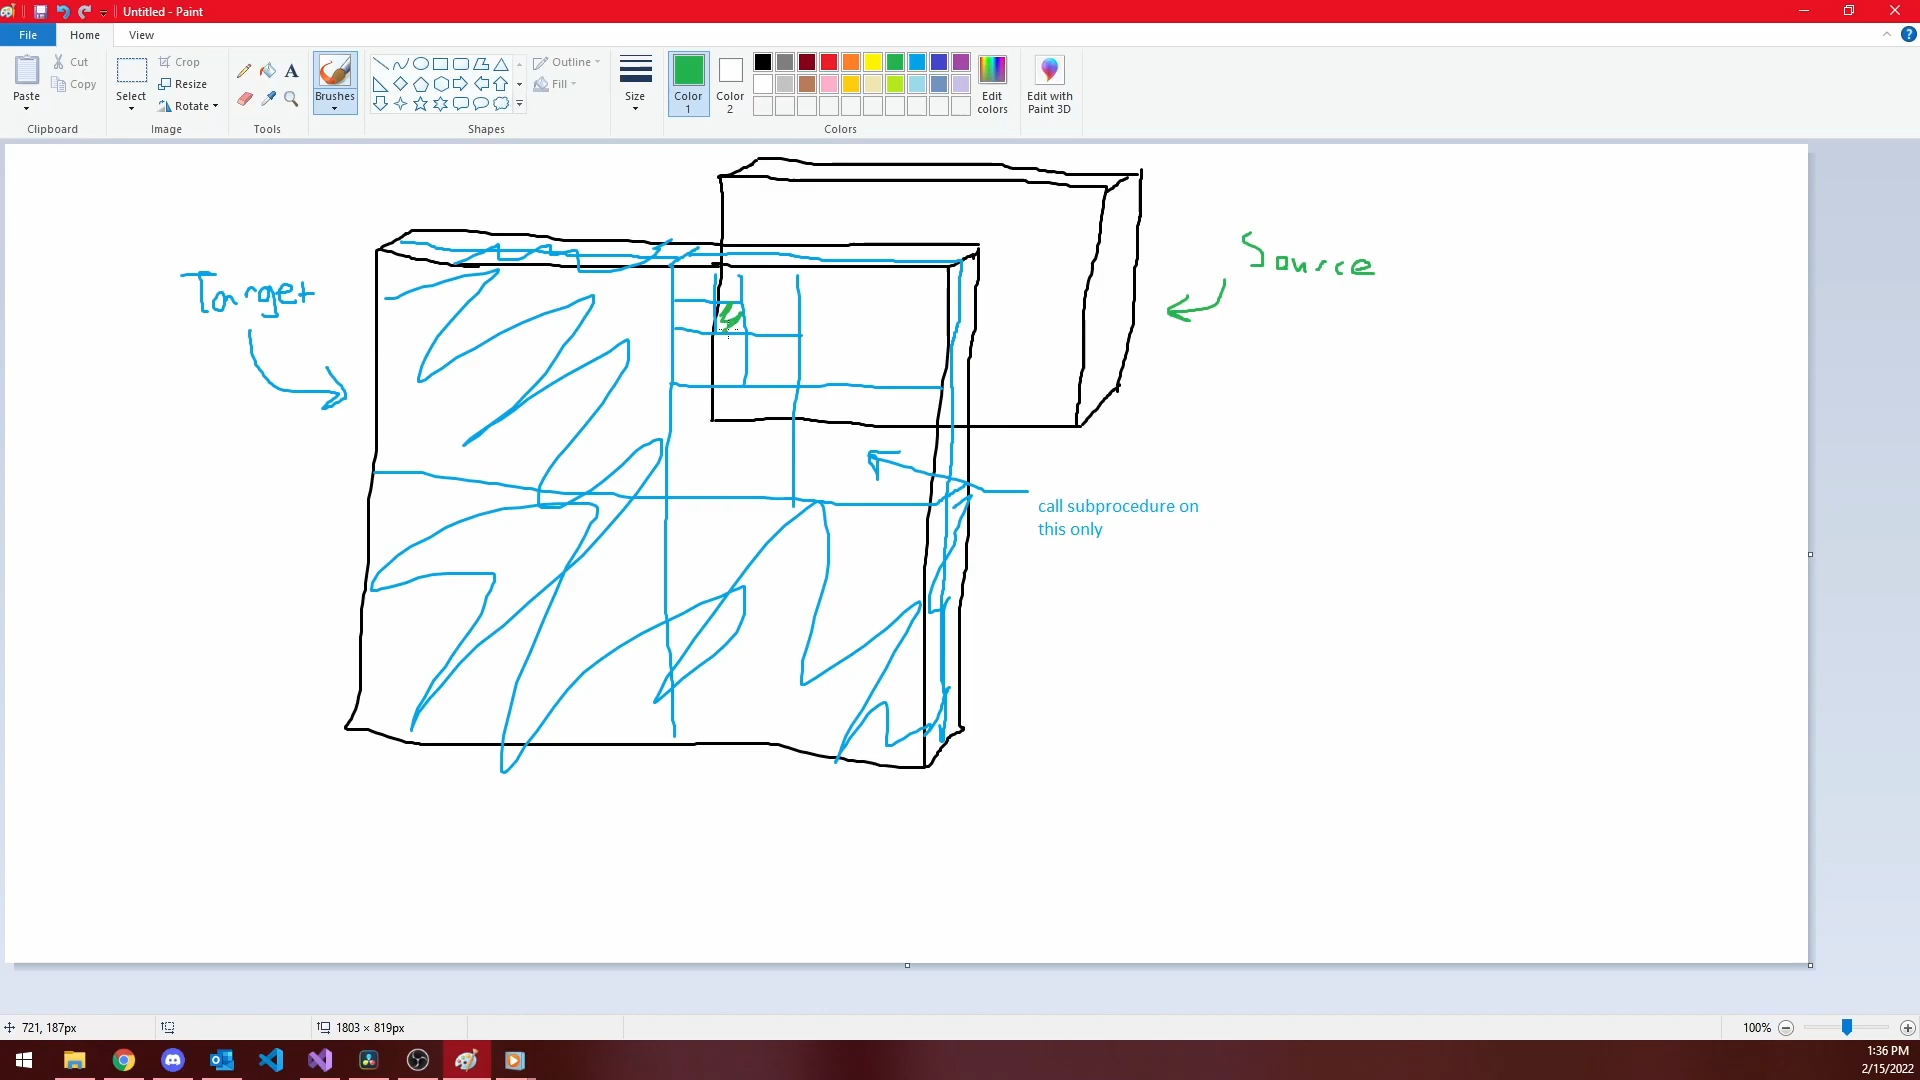 Untitled - Paint
File Home View
Paste
Cut
Copy
Clipboard
Select
Crop
Resize
Rotate
Image
Tools
Brushes
Shapes
Outline
Fill
Size
Color 1
Color 2
Colors
Edit colors
Edit with Paint 3D
Source
Target
call subprocedure on
this only
721, 187px
1803 × 819px
100%
1:36 PM
2/15/2022